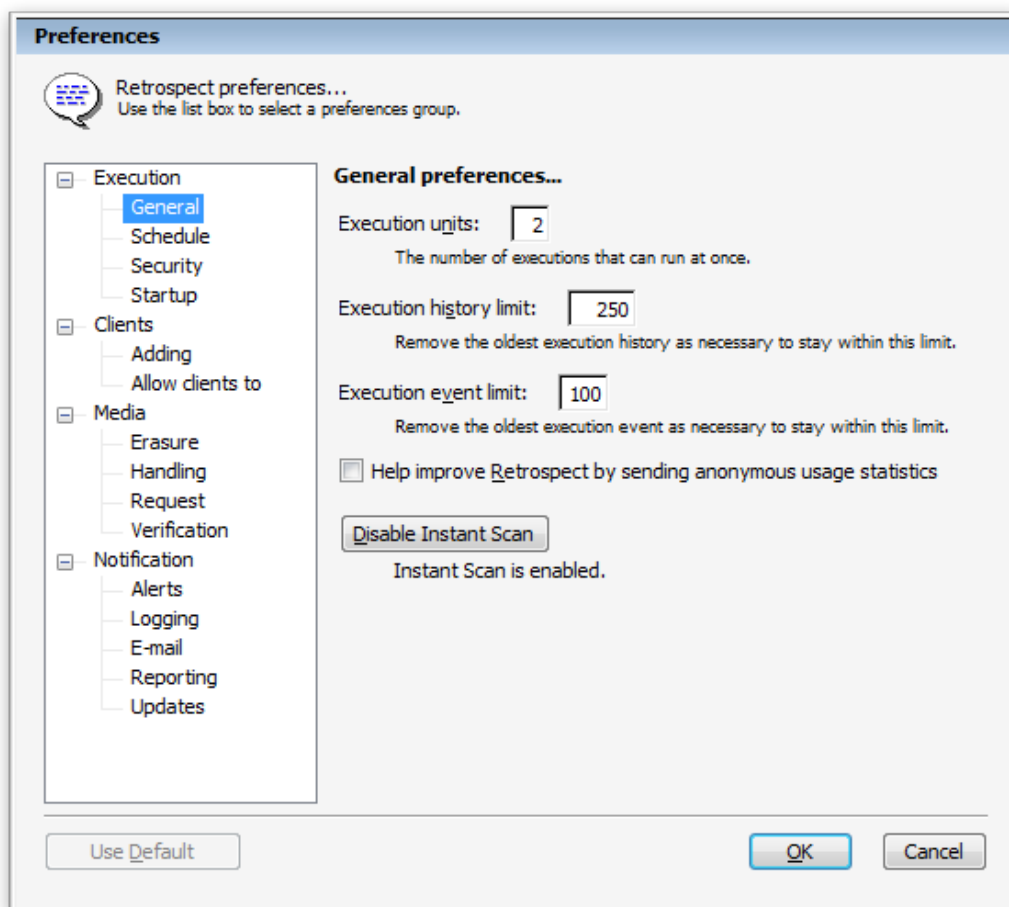 Preferences
Retrospect preferences...
Use the list box to select a preferences group.
Execution
General
Schedule
Security
Startup
Clients
Adding
Allow clients to
Media
Erasure
Handling
Request
Verification
Notification
Alerts
Logging
E-mail
Reporting
Updates
General preferences...
Execution units: 2
The number of executions that can run at once.
Execution history limit: 250
Remove the oldest execution history as necessary to stay within this limit.
Execution event limit: 100
Remove the oldest execution event as necessary to stay within this limit.
Help improve Retrospect by sending anonymous usage statistics
Disable Instant Scan
Instant Scan is enabled.
Use Default
OK
Cancel